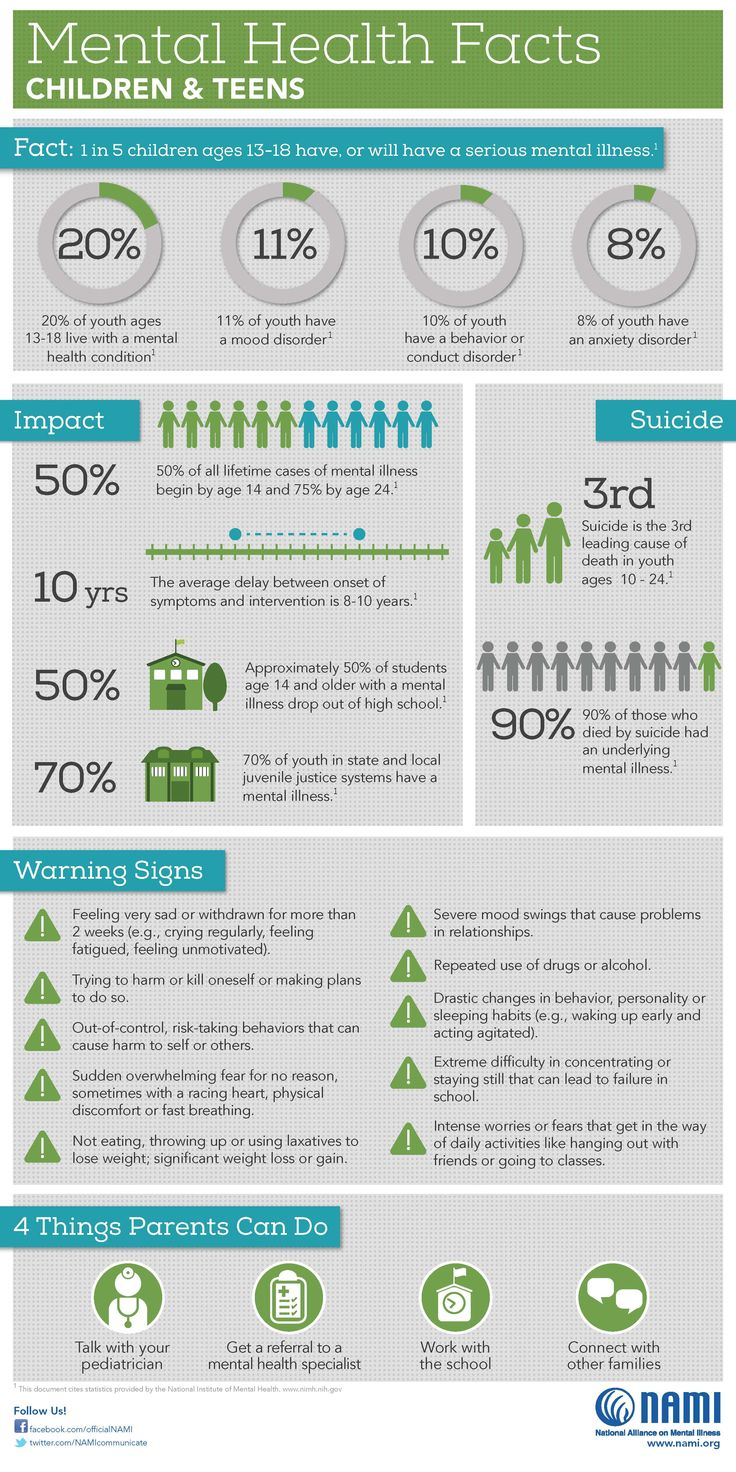 Mental Health Facts
CHILDREN & TEENS
Fact: 1 in 5 children ages 13-18 have, or will have a serious mental illness.1
20%
20% of youth ages
13-18 live with a mental
health condition1
11%
11% of youth have
a mood disorder1
10%
10% of youth
have a behavior or
conduct disorder1
8%
8% of youth have
an anxiety disorder1
Impact
50%
50% of all lifetime cases of mental illness
begin by age 14 and 75% by age 24.1
10 yrs
The average delay between onset of
symptoms and intervention is 8-10 years.1
50%
Approximately 50% of students
age 14 and older with a mental
illness drop out of high school.1
70%
70% of youth in state and local
juvenile justice systems have a
mental illness.1
Suicide
3rd
Suicide is the 3rd
leading cause of
death in youth
ages 10 - 24.1
90%
90% of those who
died by suicide had
an underlying
mental illness.1
Warning Signs
Feeling very sad or withdrawn for more than
2 weeks (e.g., crying regularly, feeling
fatigued, feeling unmotivated).
Trying to harm or kill oneself or making plans
to do so.
Out-of-control, risk-taking behaviors that can
cause harm to self or others.
Sudden overwhelming fear for no reason,
sometimes with a racing heart, physical
discomfort or fast breathing.
Not eating, throwing up or using laxatives to
lose weight; significant weight loss or gain.
Severe mood swings that cause problems
in relationships.
Repeated use of drugs or alcohol.
Drastic changes in behavior, personality or
sleeping habits (e.g., waking up early and
acting agitated).
Extreme difficulty in concentrating or
staying still that can lead to failure in
school.
Intense worries or fears that get in the way
of daily activities like hanging out with
friends or going to classes.
4 Things Parents Can Do
Talk with your
pediatrician
Get a referral to a
mental health specialist
Work with
the school
Connect with
other families
1 This document cites statistics provided by the National Institute of Mental Health. www.nimh.nih.gov
Follow Us!
facebook.com/officialNAMI
twitter.com/NAMIcommunicate
NAMI
National Alliance on Mental Illness
www.nami.org